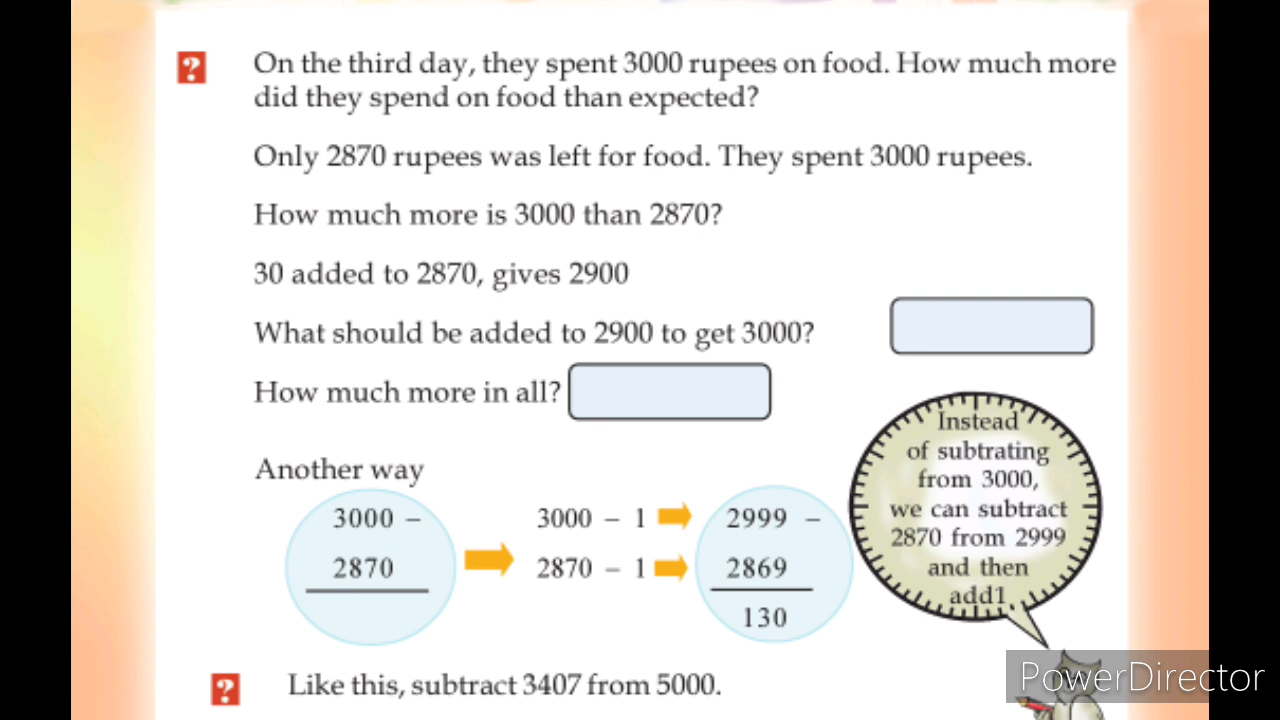 ? On the third day, they spent 3000 rupees on food. How much more
did they spend on food than expected?
Only 2870 rupees was left for food. They spent 3000 rupees.
How much more is 3000 than 2870?
30 added to 2870, gives 2900
What should be added to 2900 to get 3000?
How much more in all?
Another way
3000 –
2870
3000 – 1
2870 – 1
2999 –
2869
130
Instead
of subtrating
from 3000,
we can subtract
2870 from 2999
and then
add1.
? Like this, subtract 3407 from 5000.
PowerDirector